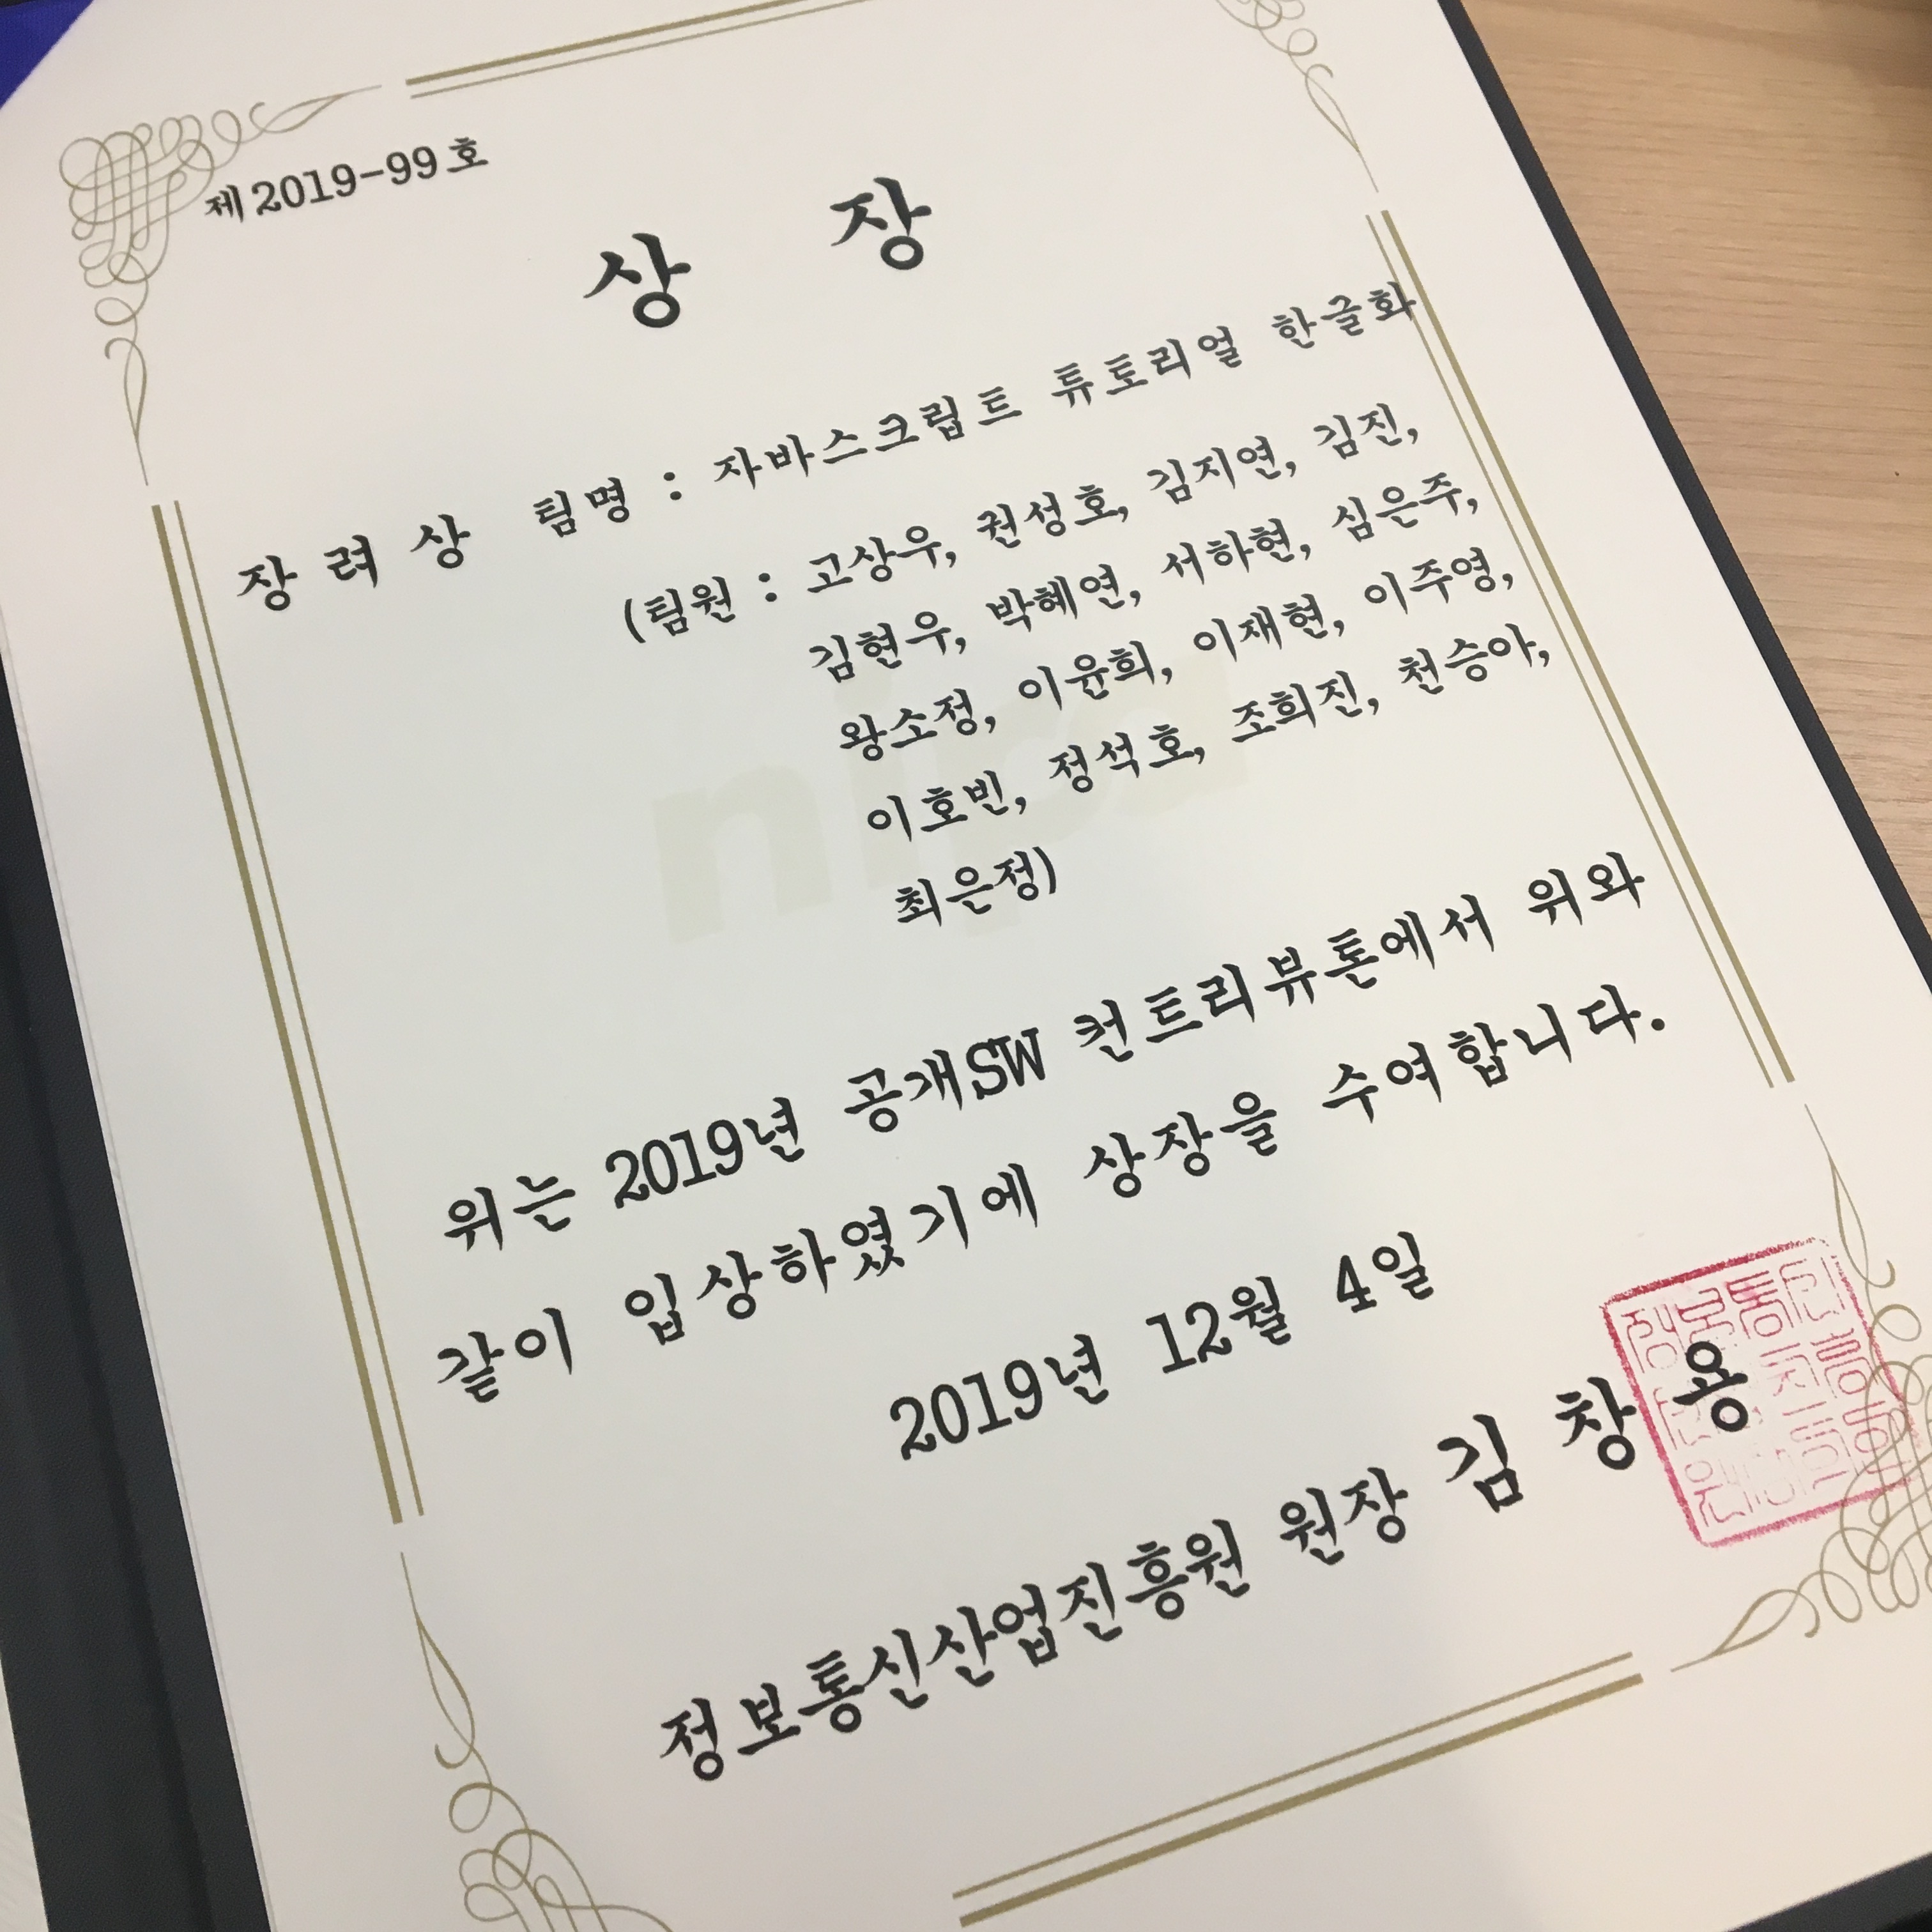 제2019-99호
상 장
장려상 팀명 : 자바스크립트 튜토리얼 한글화
(팀원 : 고상우, 권성호, 김지연, 김진,
김현우, 박혜연, 서하현, 심은주,
왕소정, 이윤희, 이재현, 이주영,
이호빈, 정석호, 조희진, 천승아,
최은정)
nipa
위는 2019년 공개SW 컨트리뷰톤에서 위와
같이 입상하였기에 상장을 수여합니다.
2019년 12월 4일
정보통신산업진흥원 원장 김 창 용